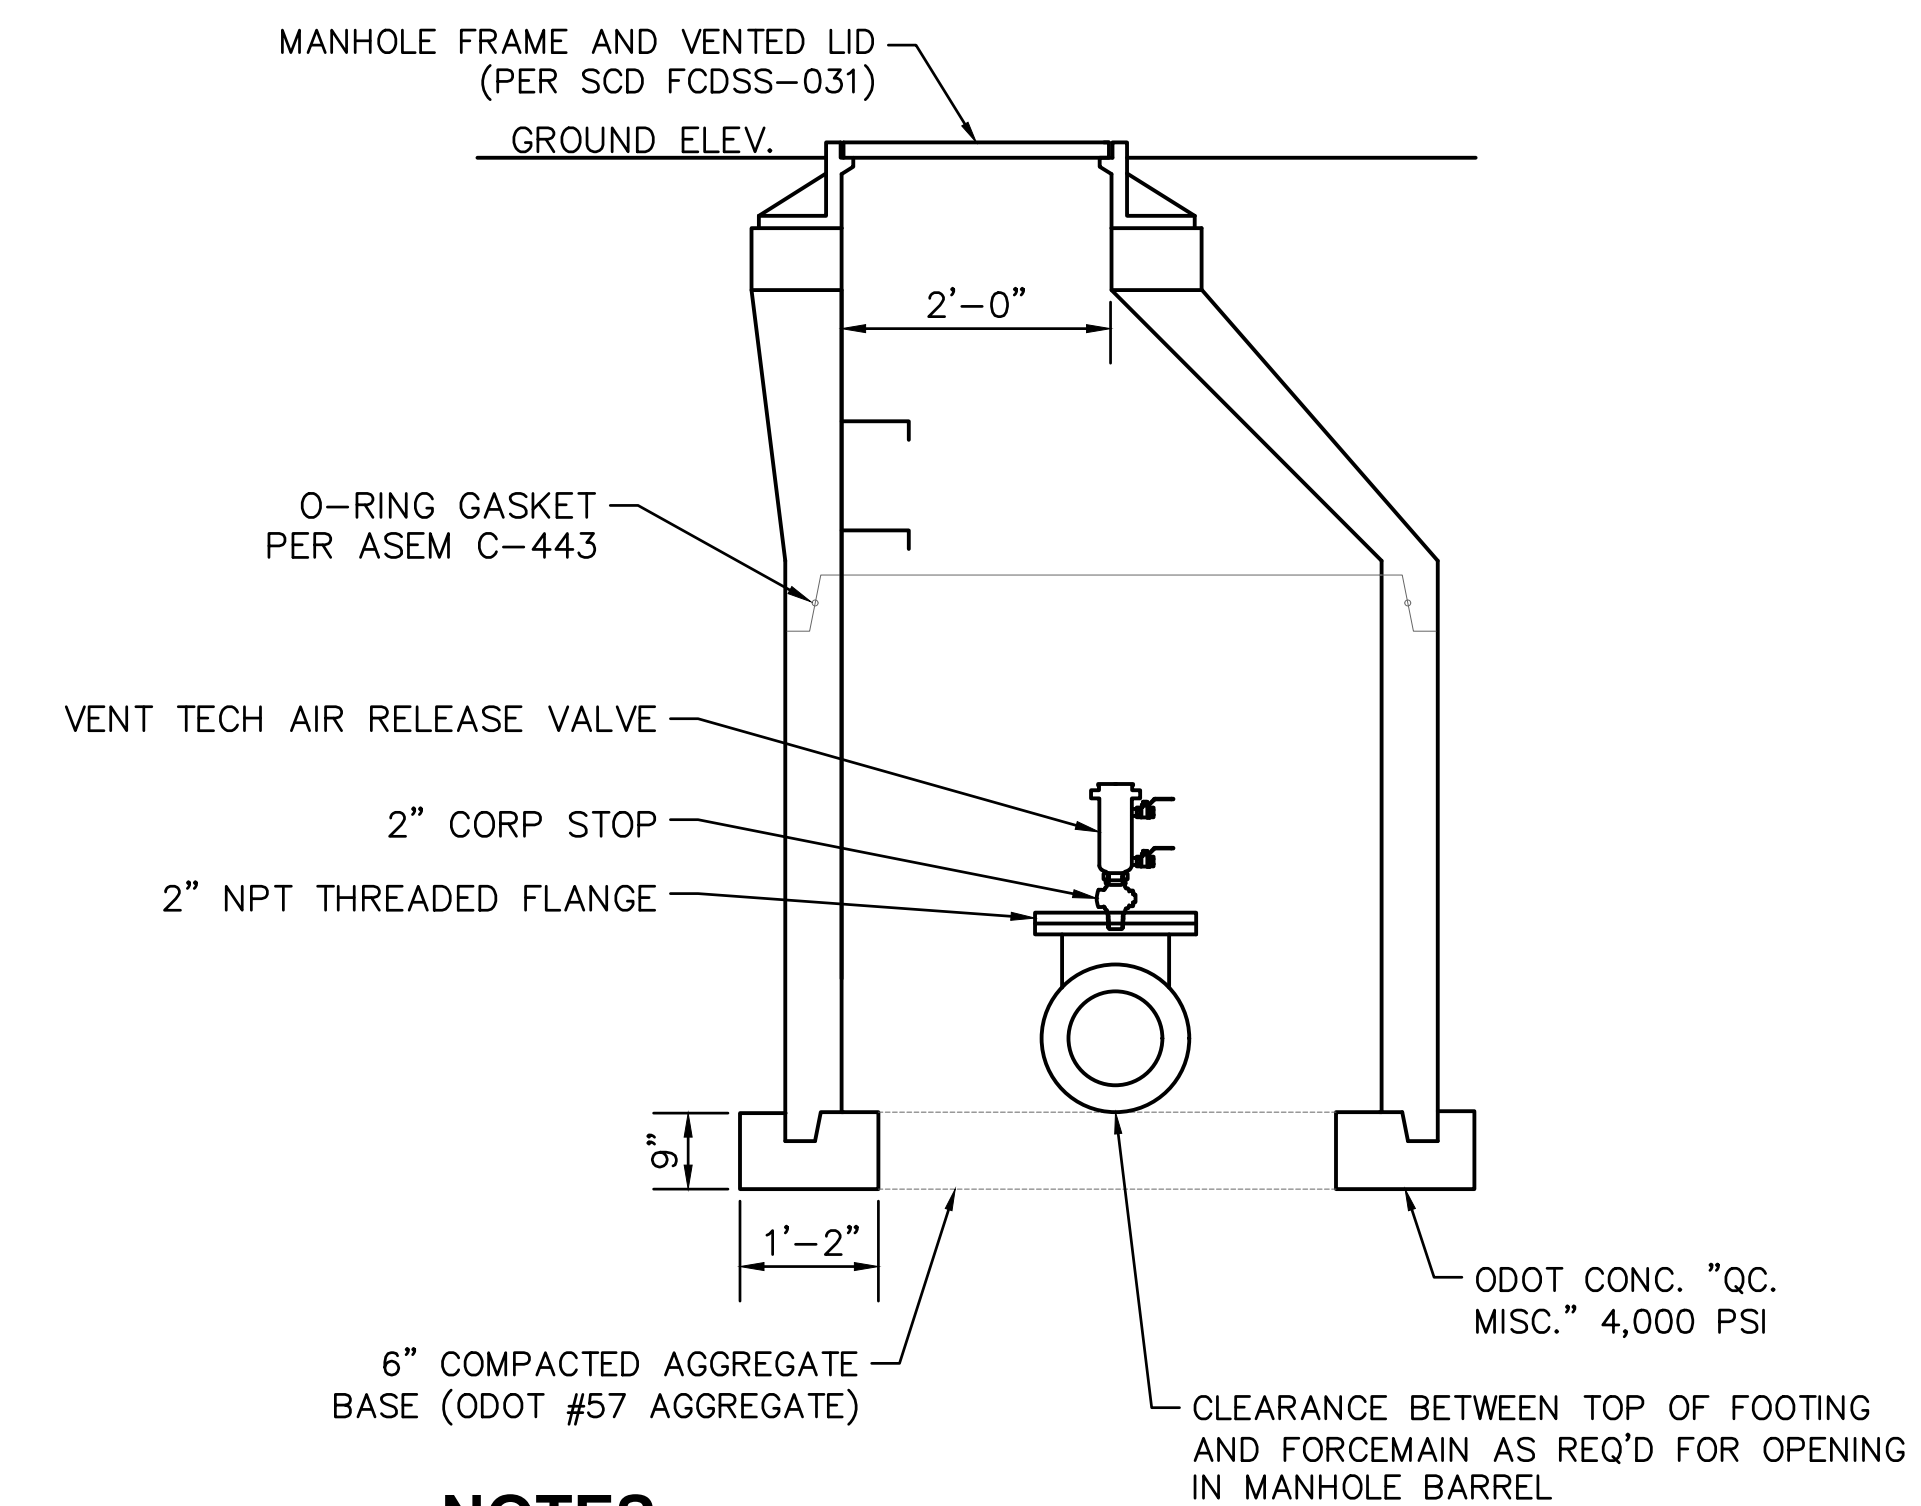 MANHOLE FRAME AND VENTED LID
(PER SCD FCDSS-031)
GROUND ELEV.
2'-0"
O-RING GASKET
PER ASEM C-443
VENT TECH AIR RELEASE VALVE
2" CORP STOP
2" NPT THREADED FLANGE
9"
1'-2"
ODOT CONC. "QC.
MISC." 4,000 PSI
6" COMPACTED AGGREGATE
BASE (ODOT #57 AGGREGATE)
CLEARANCE BETWEEN TOP OF FOOTING
AND FORCEMAIN AS REQ'D FOR OPENING
IN MANHOLE BARREL
NOTES